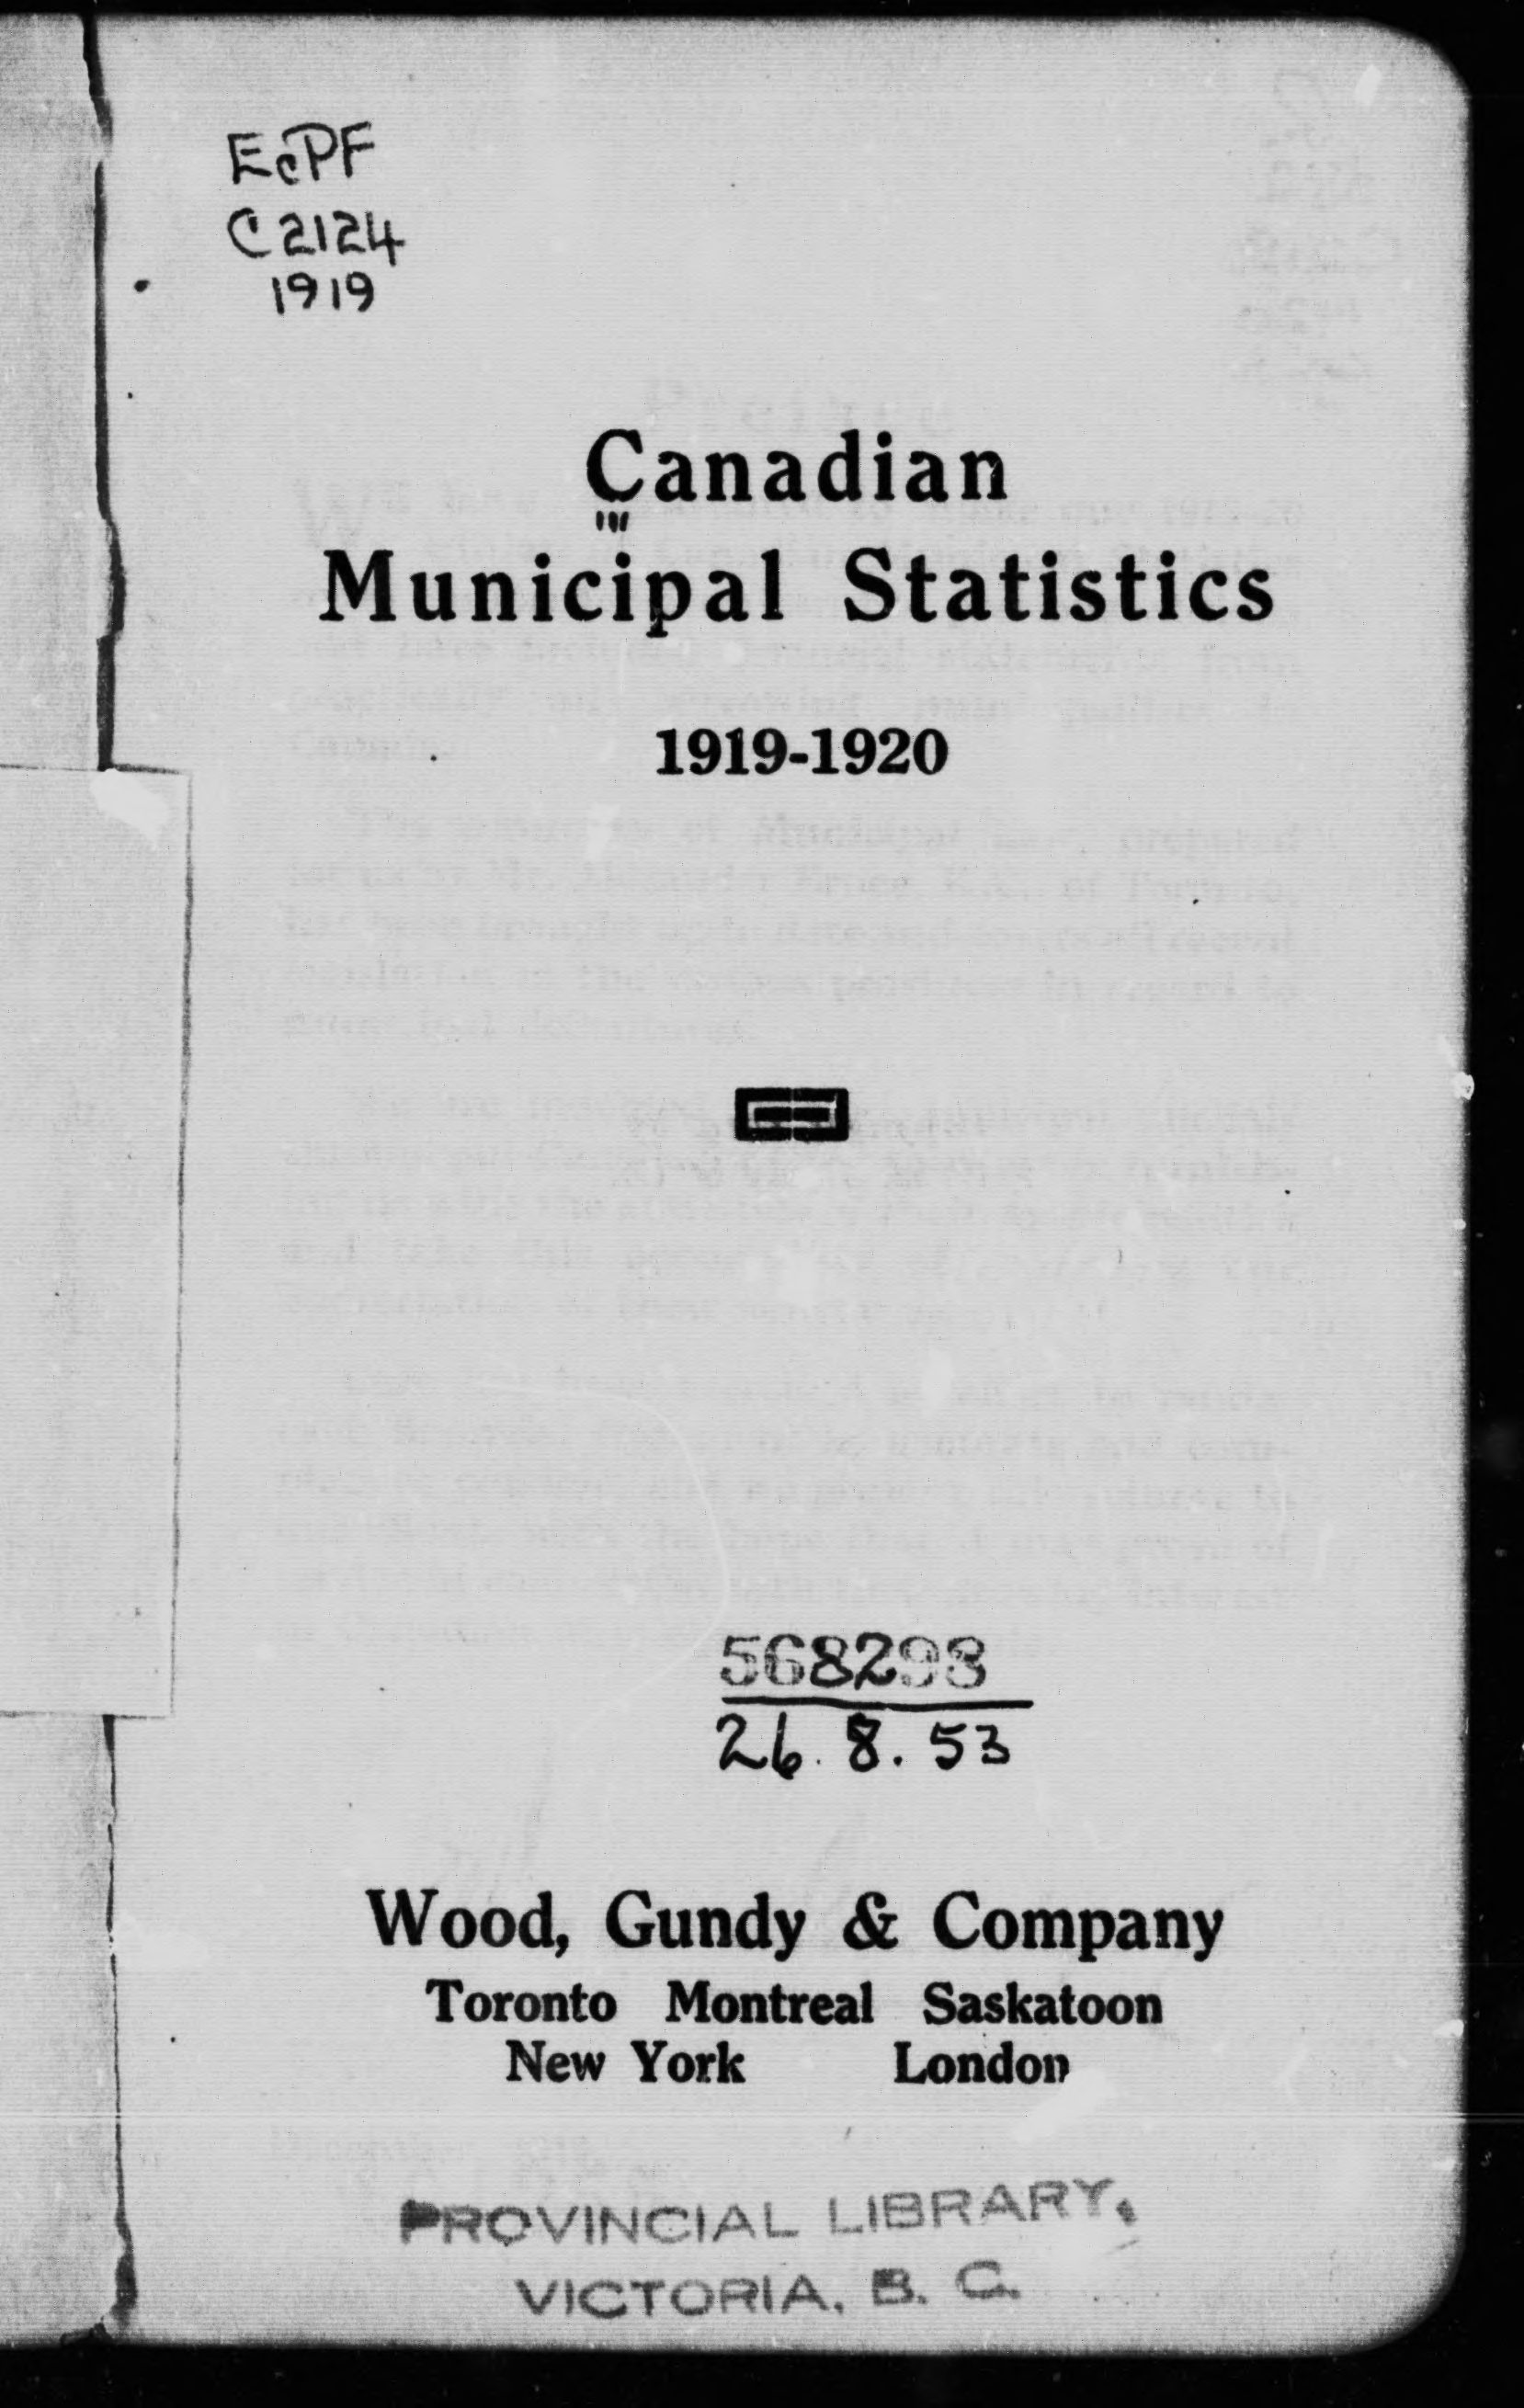 EcPF
C2124
1919
Canadian
Municipal Statistics
1919-1920
568293
26. 8. 53
Wood, Gundy & Company
Toronto Montreal Saskatoon
New York London
PROVINCIAL LIBRARY,
VICTORIA, B. C.